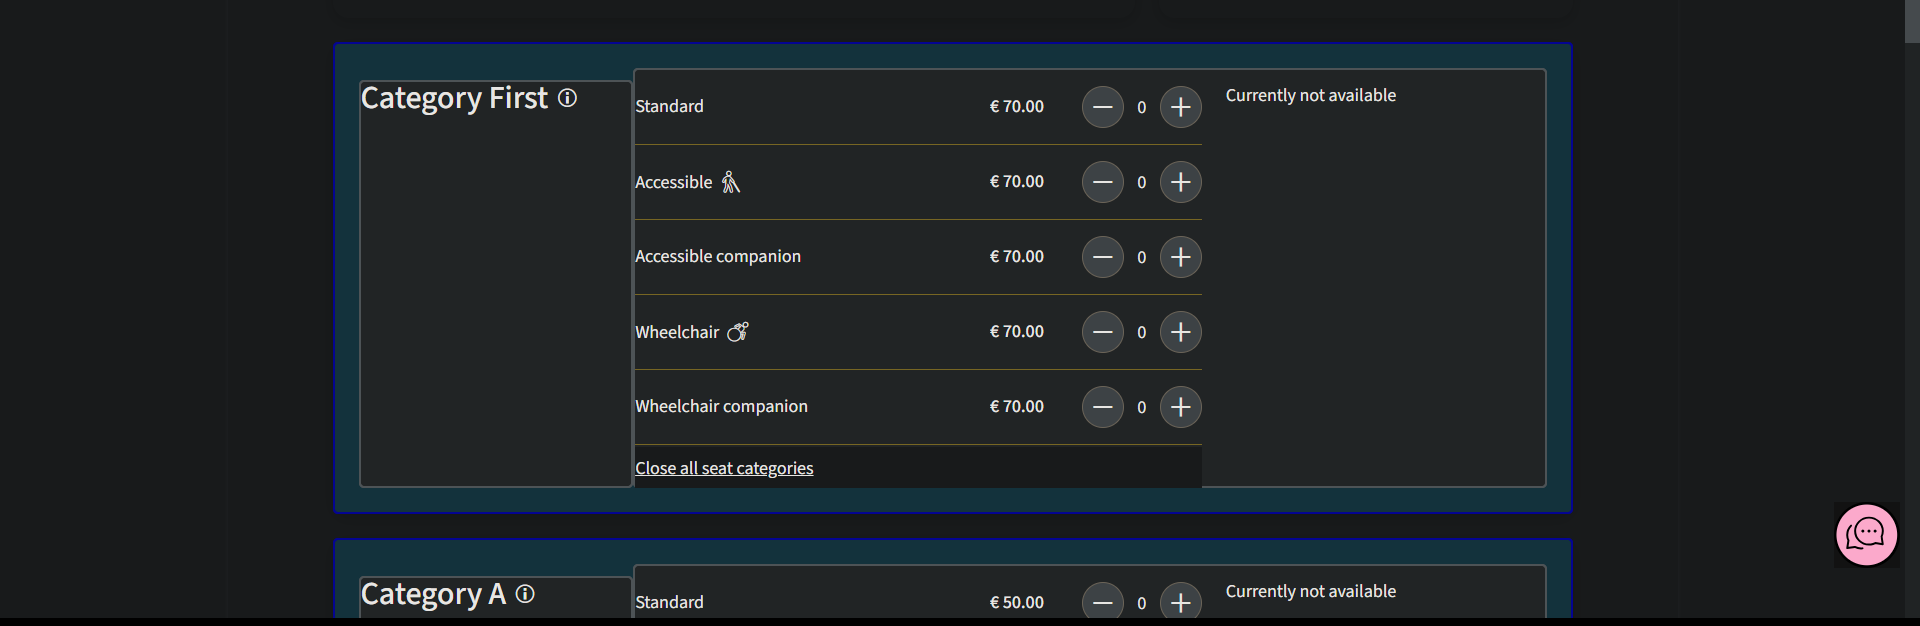 Category First
Standard € 70.00 0 Currently not available
Accessible € 70.00 0
Accessible companion € 70.00 0
Wheelchair € 70.00 0
Wheelchair companion € 70.00 0
Close all seat categories
Category A
Standard € 50.00 0 Currently not available